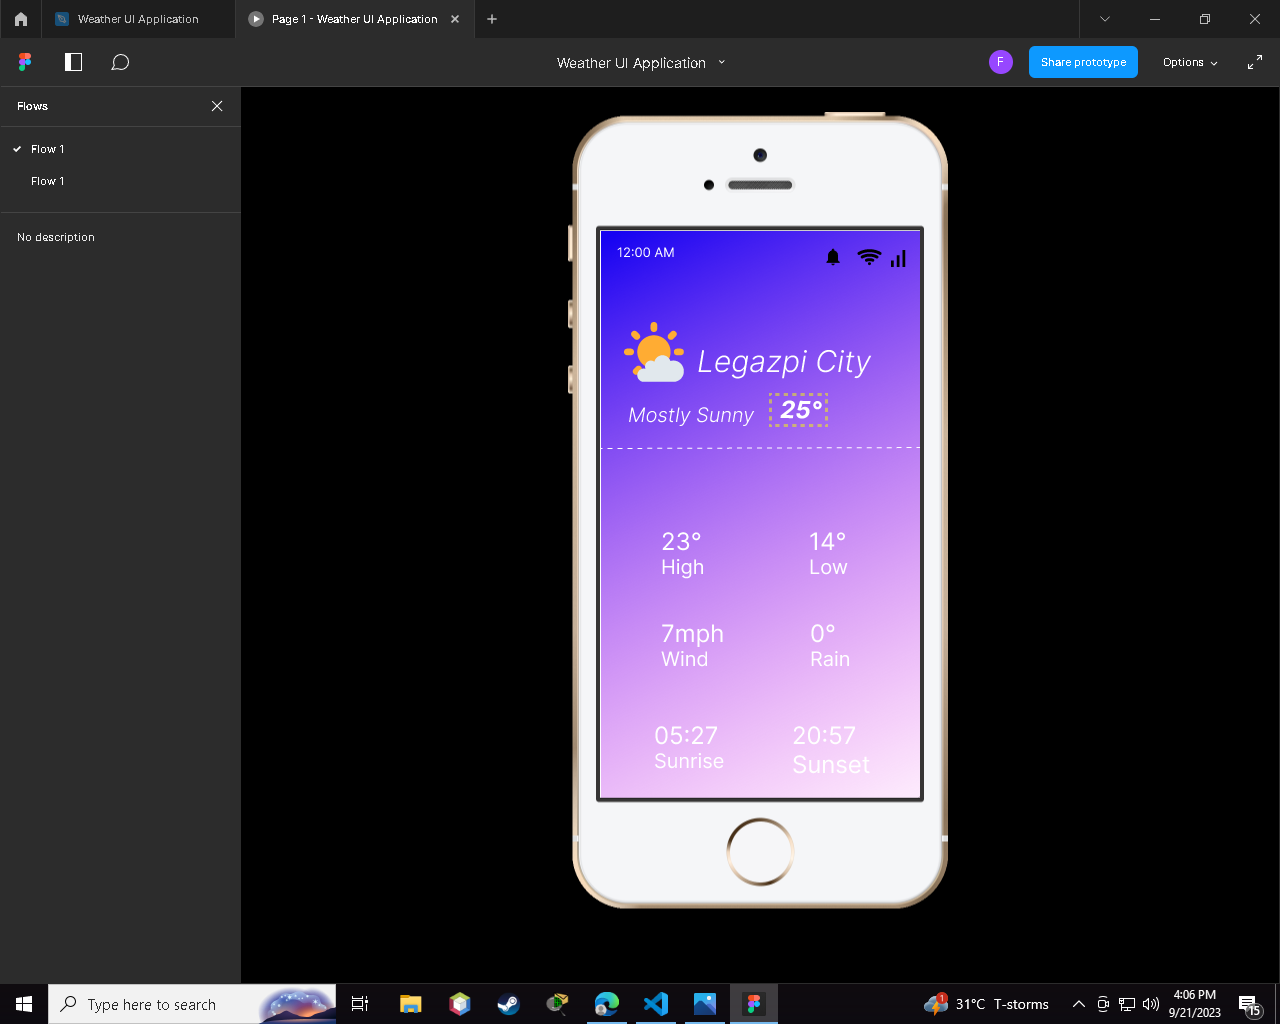 Weather UI Application
Page 1 - Weather UI Application
Weather UI Application
F
Share prototype
Options
Flows
Flow 1
Flow 1
No description
12:00 AM
Legazpi City
Mostly Sunny 25°
23° 14°
High Low
7mph 0°
Wind Rain
05:27 20:57
Sunrise Sunset
Type here to search
1
31°C T-storms
4:06 PM
9/21/2023
15